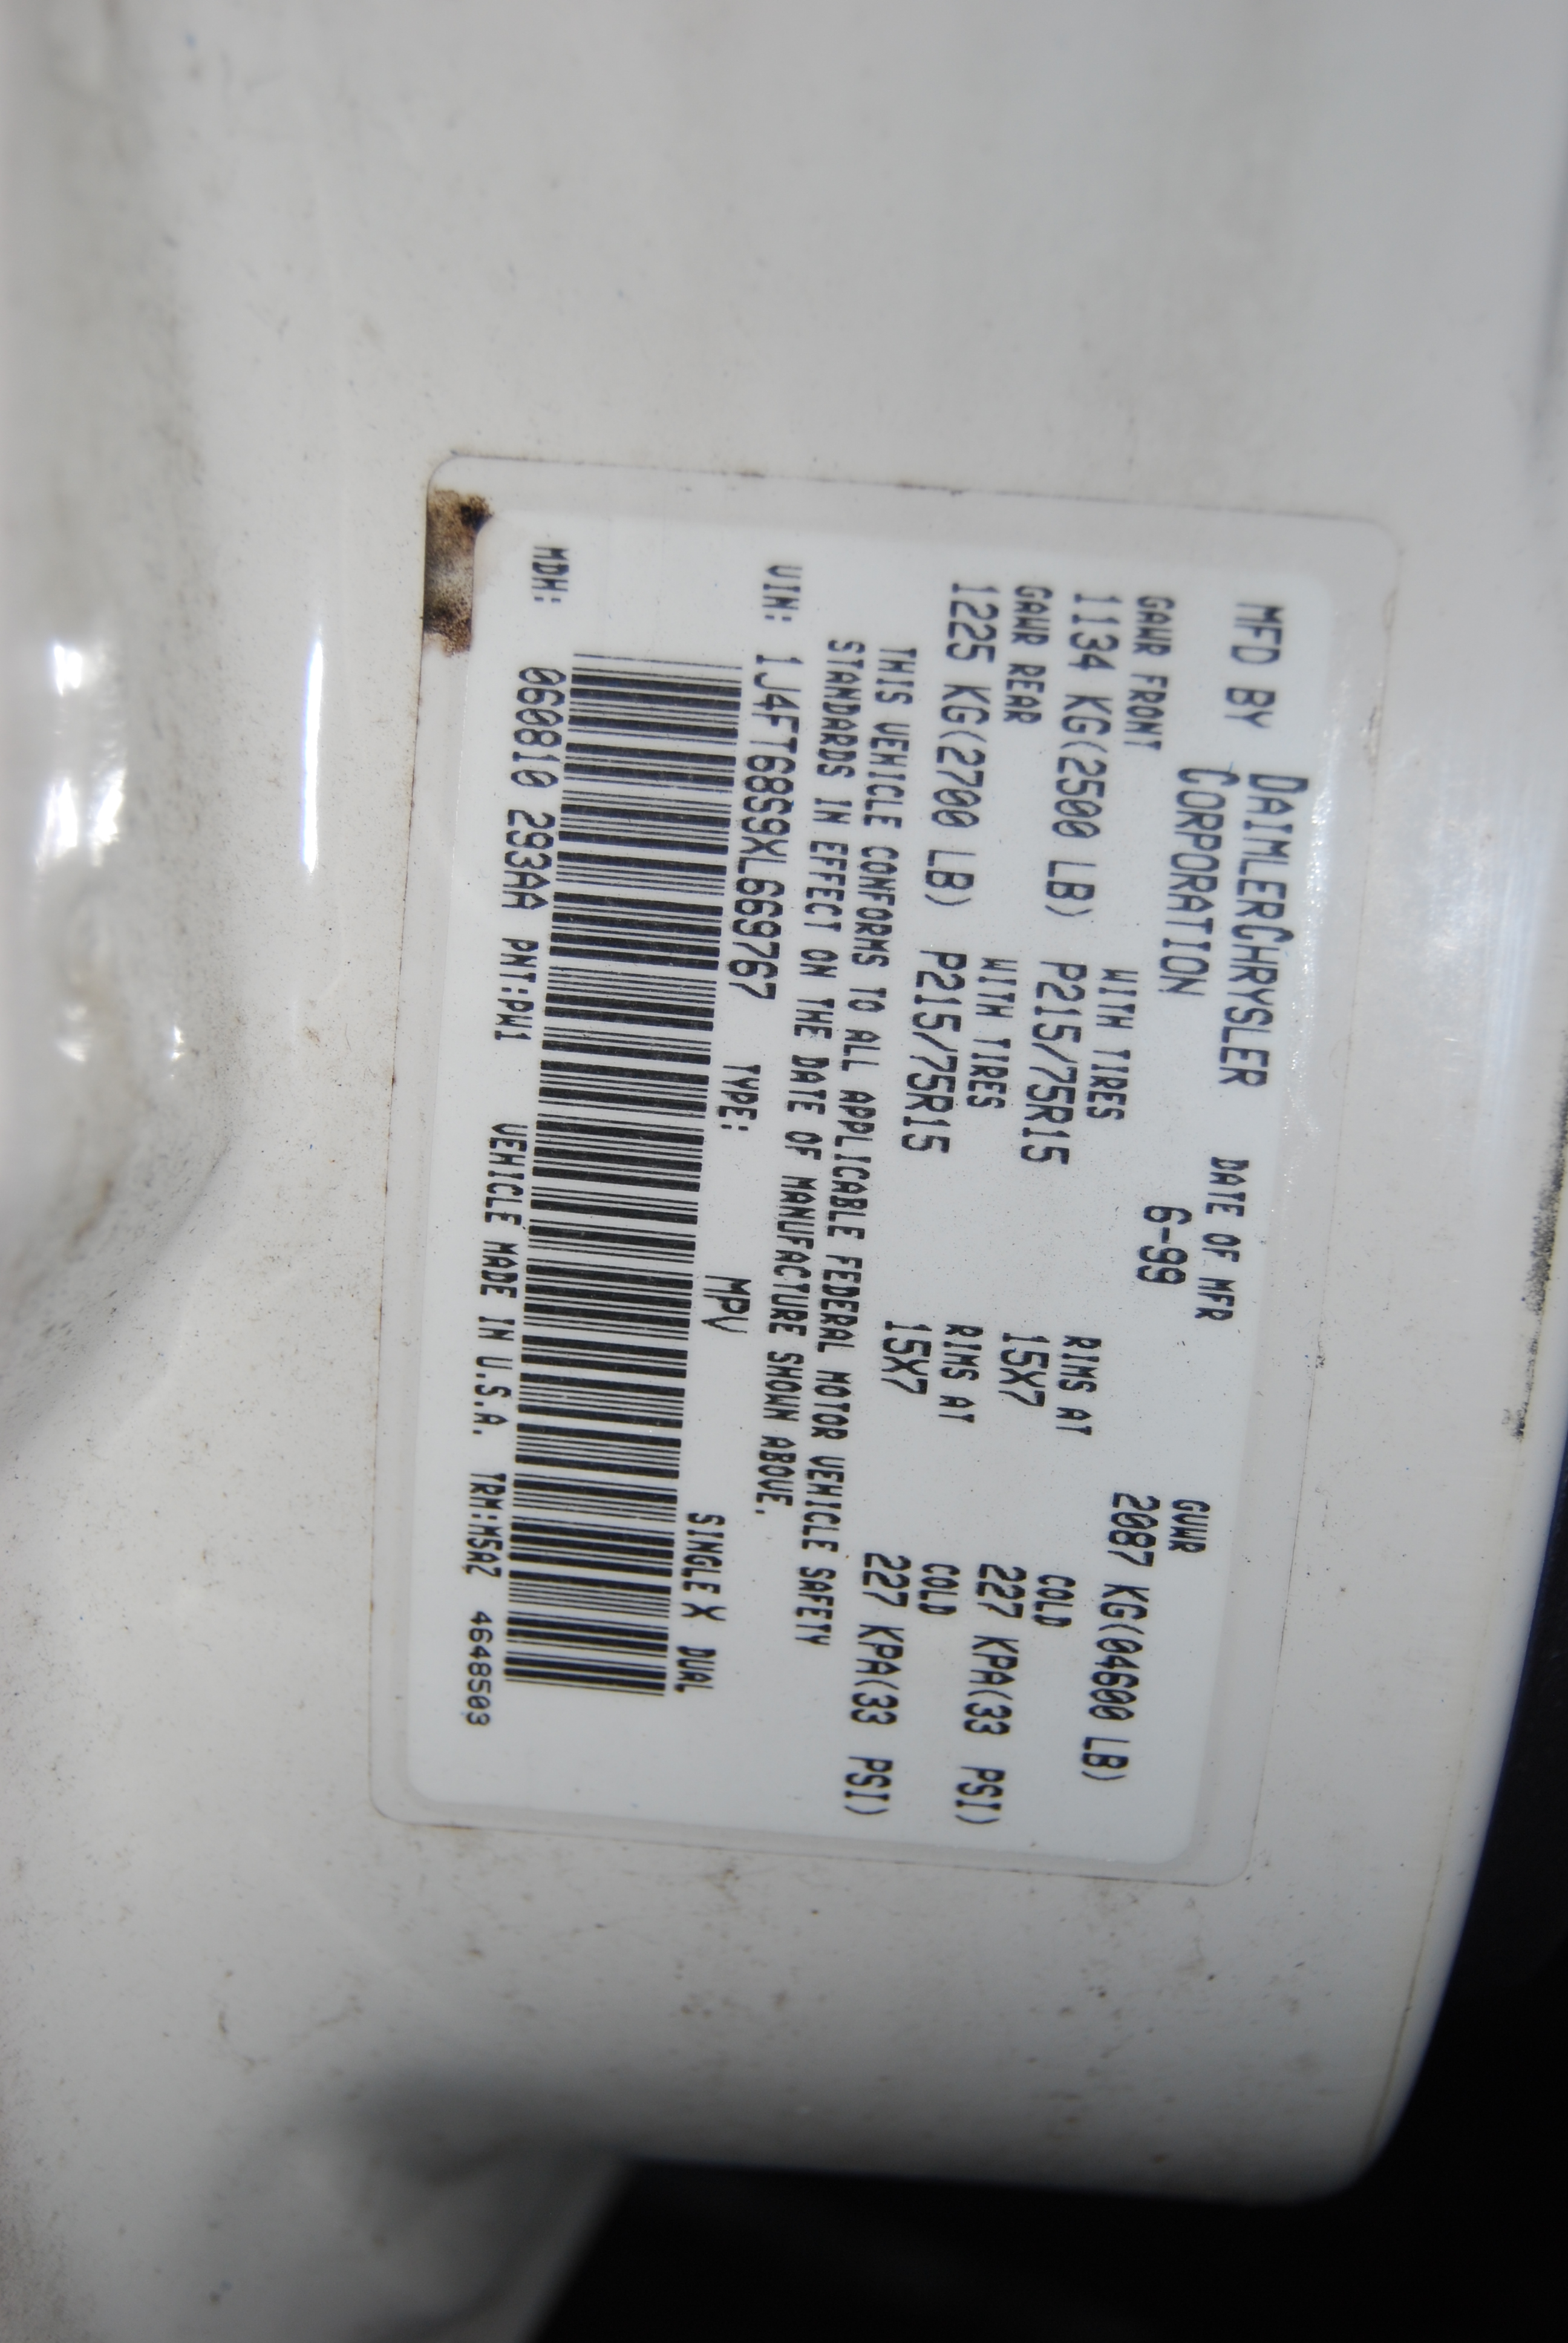 MFD BY DAIMLERCHRYSLER CORPORATION
DATE OF MFR 6-99
GVWR 2087 KG(04600 LB)
GAWR FRONT WITH TIRES RIMS AT COLD
1134 KG(2500 LB) P215/75R15 15X7 227 KPA(33 PSI)
GAWR REAR WITH TIRES RIMS AT COLD
1225 KG(2700 LB) P215/75R15 15X7 227 KPA(33 PSI)
THIS VEHICLE CONFORMS TO ALL APPLICABLE FEDERAL MOTOR VEHICLE SAFETY
STANDARDS IN EFFECT ON THE DATE OF MANUFACTURE SHOWN ABOVE.
VIN: 1J4FT68S9XL669767 TYPE: MPV SINGLE X DUAL
MDH: 060810 293AA PNT:PW1 VEHICLE MADE IN U.S.A. TRM:MSAZ 4648503